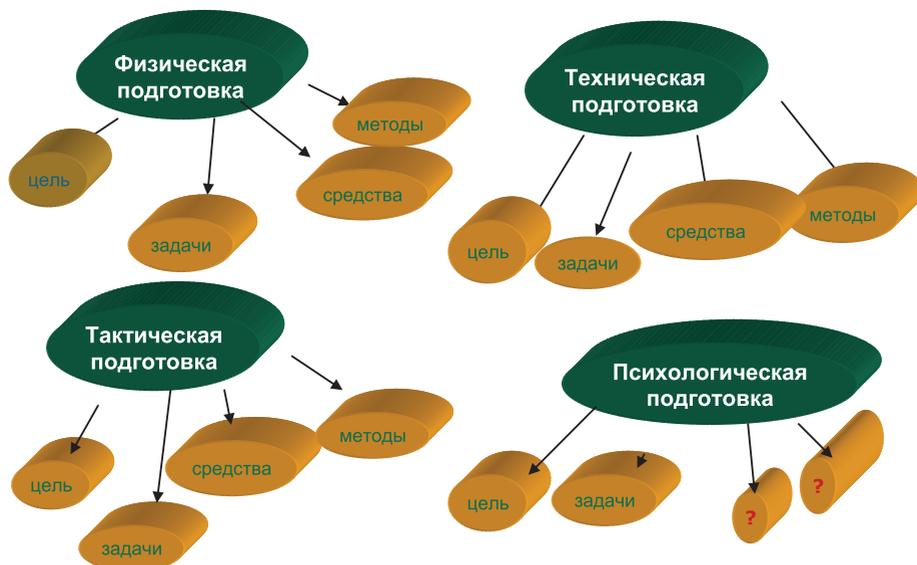 Физическая
подготовка
методы
цель
средства
задачи
Техническая
подготовка
методы
средства
цель
задачи
Тактическая
подготовка
методы
средства
цель
задачи
Психологическая
подготовка
цель
задачи
?
?